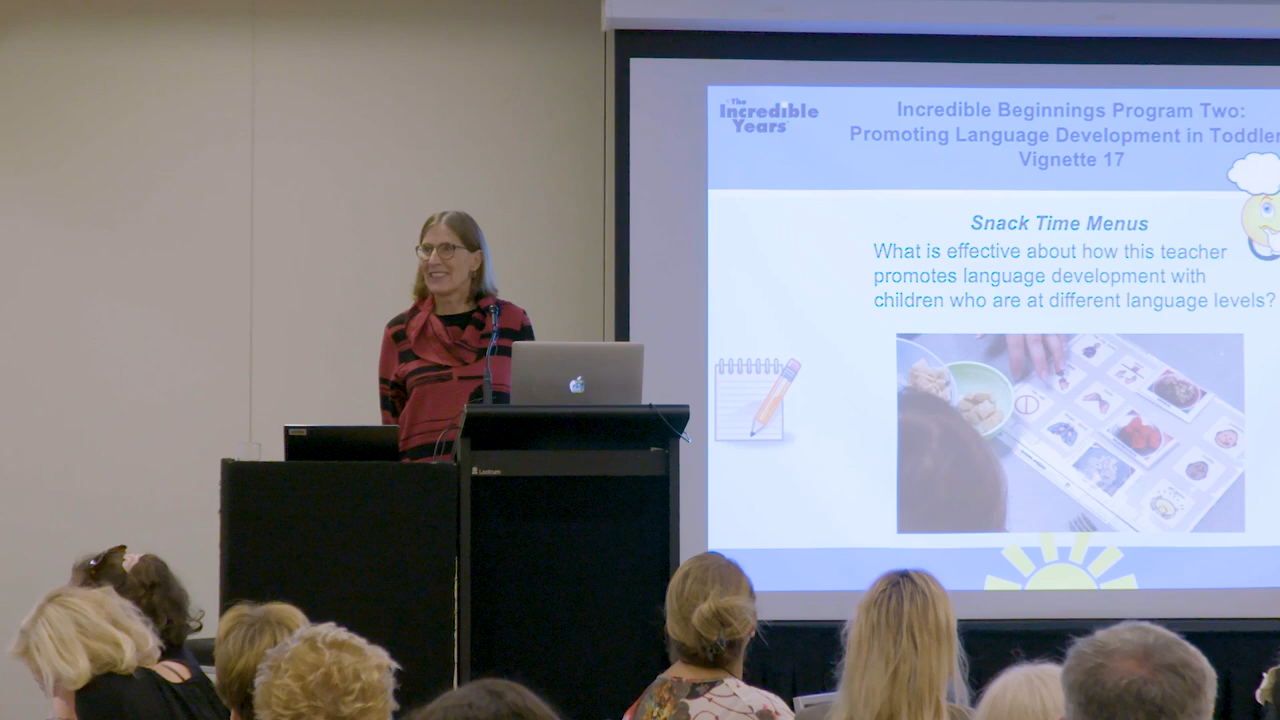 The
Incredible
Years
Incredible Beginnings Program Two:
Promoting Language Development in Toddler
Vignette 17
Snack Time Menus
What is effective about how this teacher
promotes language development with
children who are at different language levels?
Lectrum